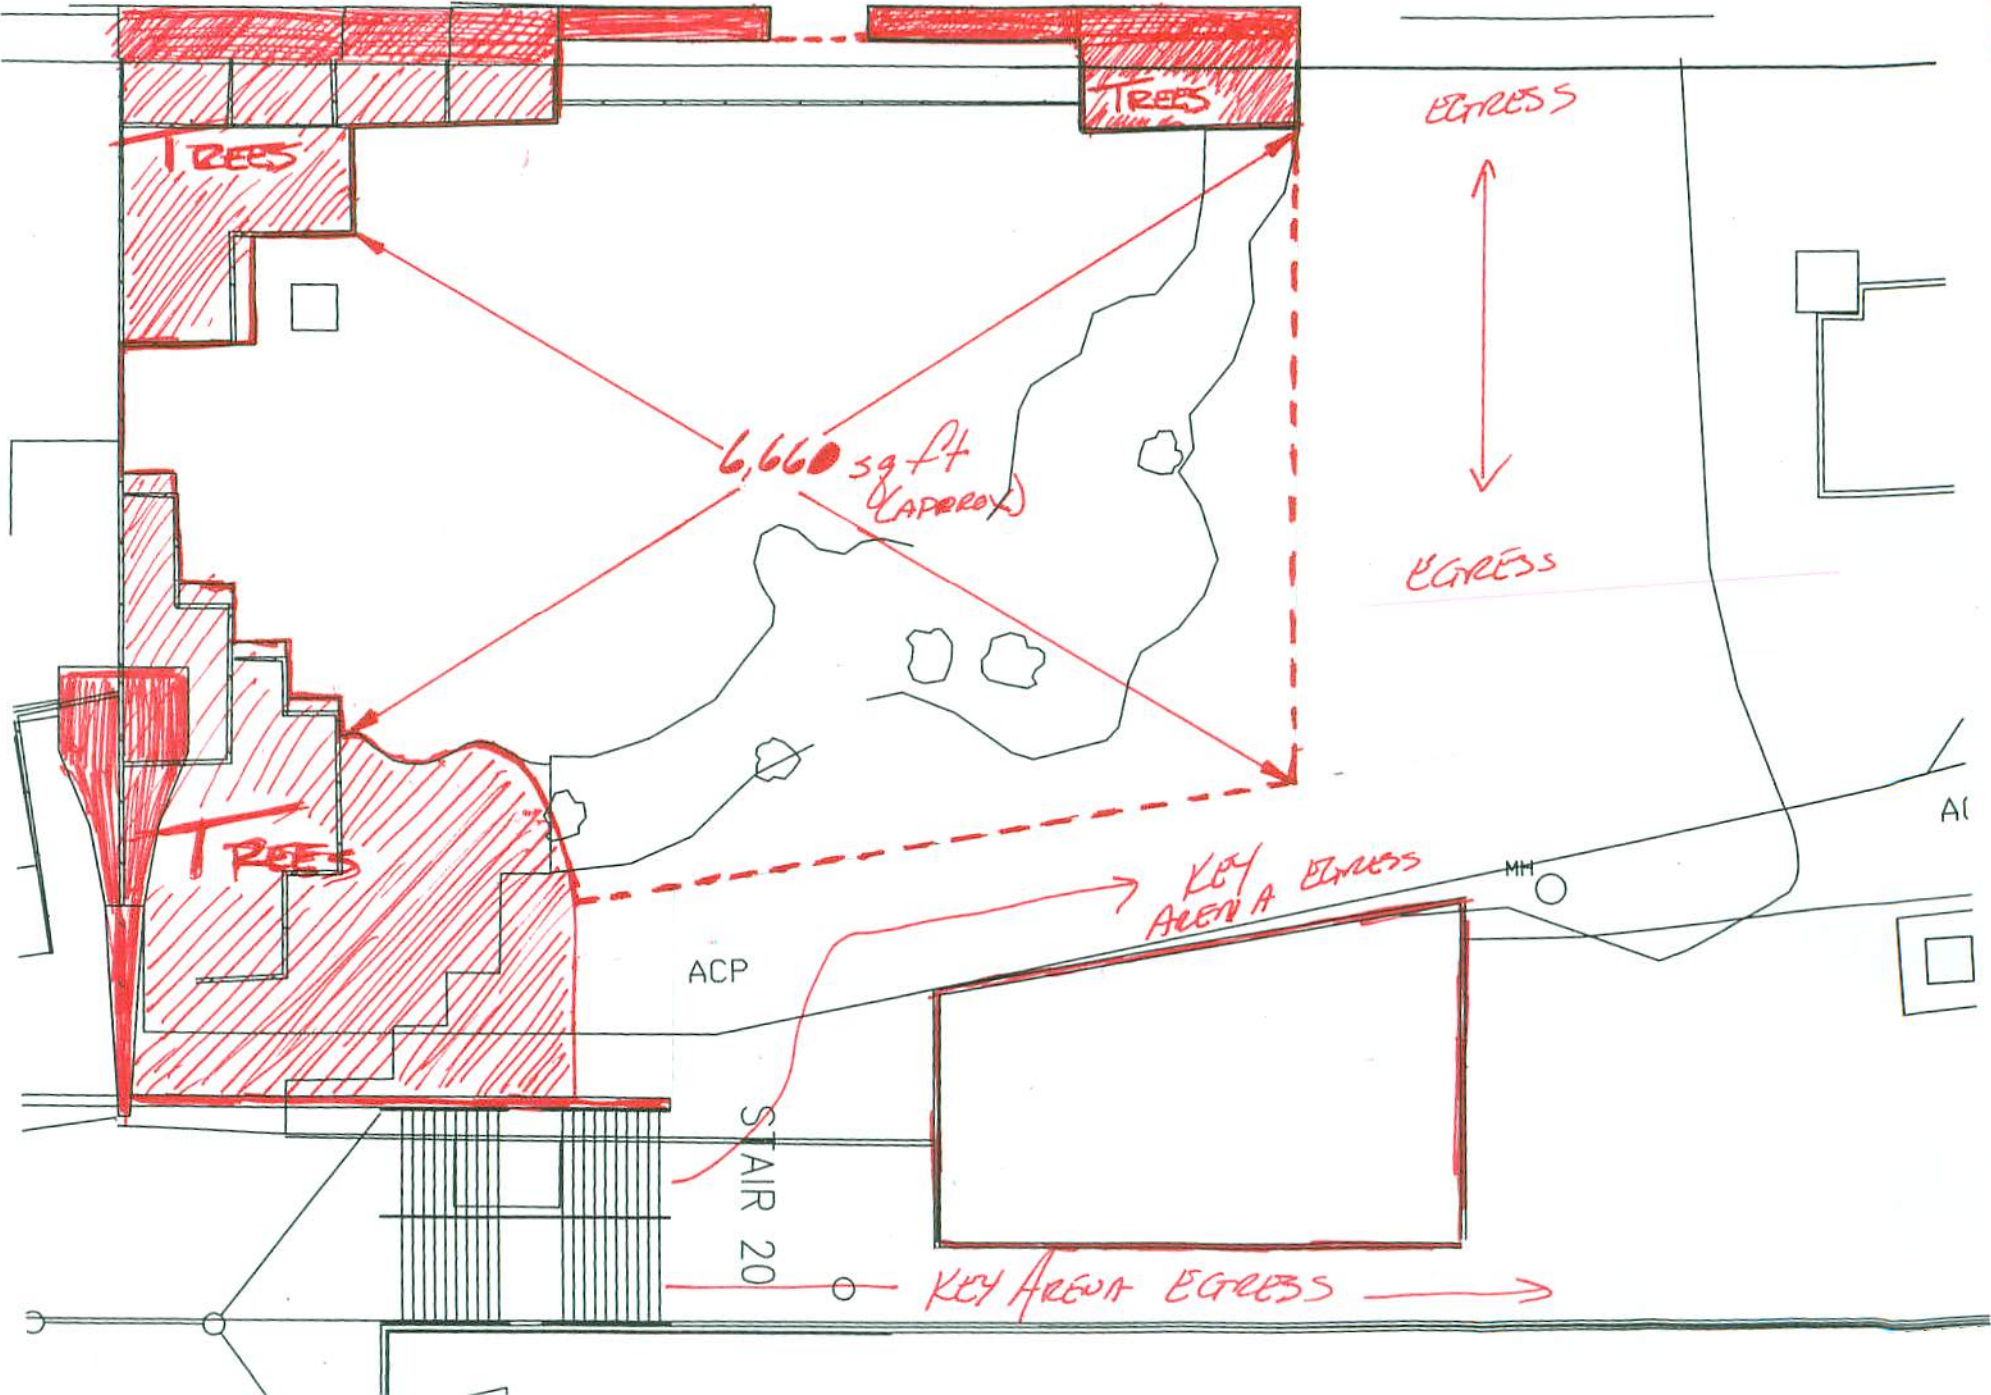 TREES
EGRESS
TREES
6,660 sq ft
(APPROX)
EGRESS
TREES
KEY
ARENA EGRESS
MH
ACP
STAIR 20
KEY ARENA EGRESS